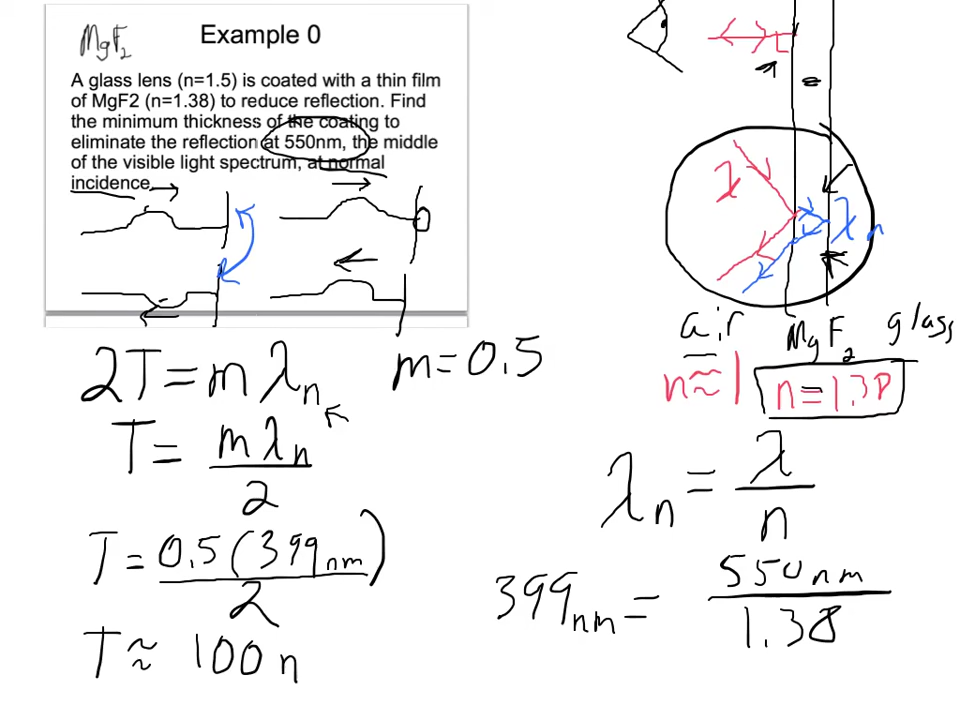 MgF2
Example 0
A glass lens (n=1.5) is coated with a thin film
of MgF2 (n=1.38) to reduce reflection. Find
the minimum thickness of the coating to
eliminate the reflection at 550nm, the middle
of the visible light spectrum, at normal
incidence.
λ
λn
air
MgF2
glass
n≈1
n=1.38
2T=mλn
m=0.5
T=mλn/2
λn=λ/n
T=0.5(399nm)/2
399nm=550nm/1.38
T≈100n